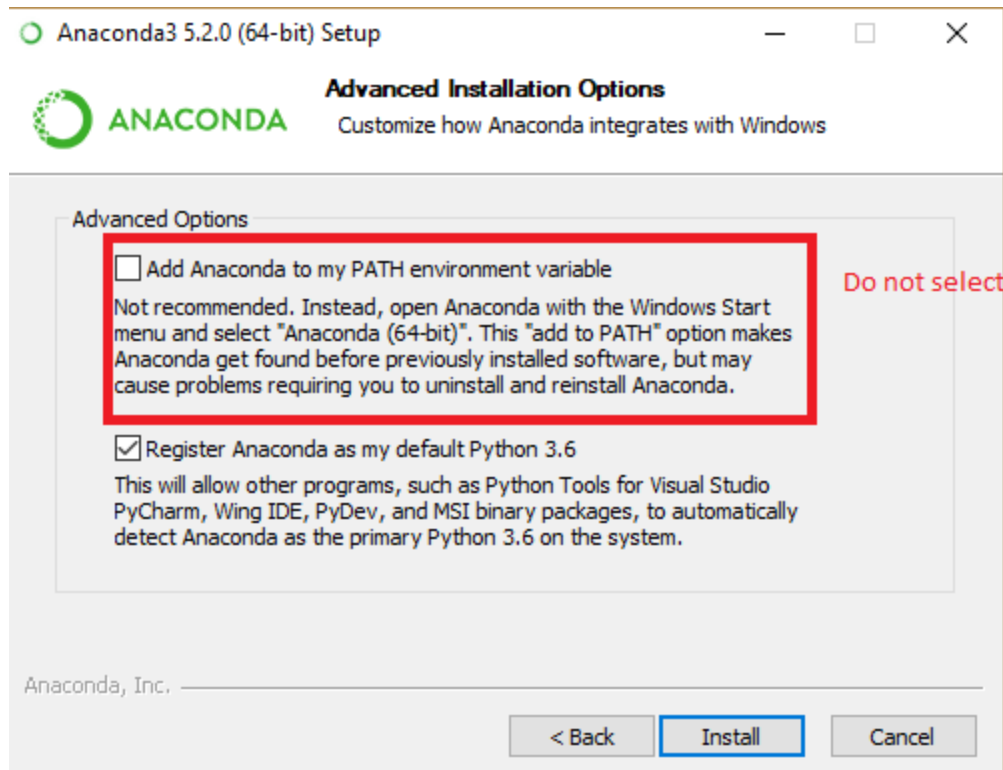 Anaconda3 5.2.0 (64-bit) Setup
ANACONDA
Advanced Installation Options
Customize how Anaconda integrates with Windows
Advanced Options
Add Anaconda to my PATH environment variable
Do not select
Not recommended. Instead, open Anaconda with the Windows Start
menu and select "Anaconda (64-bit)". This "add to PATH" option makes
Anaconda get found before previously installed software, but may
cause problems requiring you to uninstall and reinstall Anaconda.
Register Anaconda as my default Python 3.6
This will allow other programs, such as Python Tools for Visual Studio
PyCharm, Wing IDE, PyDev, and MSI binary packages, to automatically
detect Anaconda as the primary Python 3.6 on the system.
Anaconda, Inc.
< Back
Install
Cancel